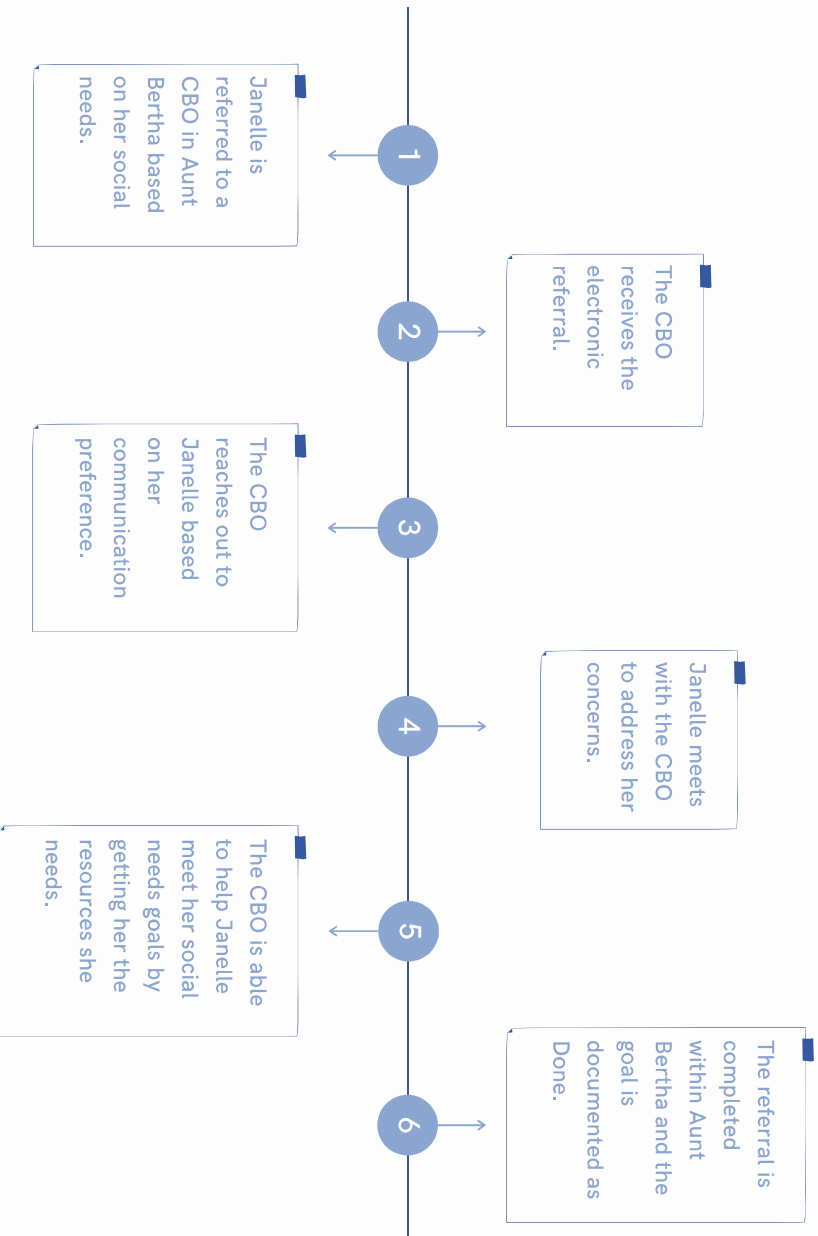 1
Janelle is
referred to a
CBO in Aunt
Bertha based
on her social
needs.
2
The CBO
receives the
electronic
referral.
3
The CBO
reaches out to
Janelle based
on her
communication
preference.
4
Janelle meets
with the CBO
to address her
concerns.
5
The CBO is able
to help Janelle
meet her social
needs goals by
getting her the
resources she
needs.
6
The referral is
completed
within Aunt
Bertha and the
goal is
documented as
Done.